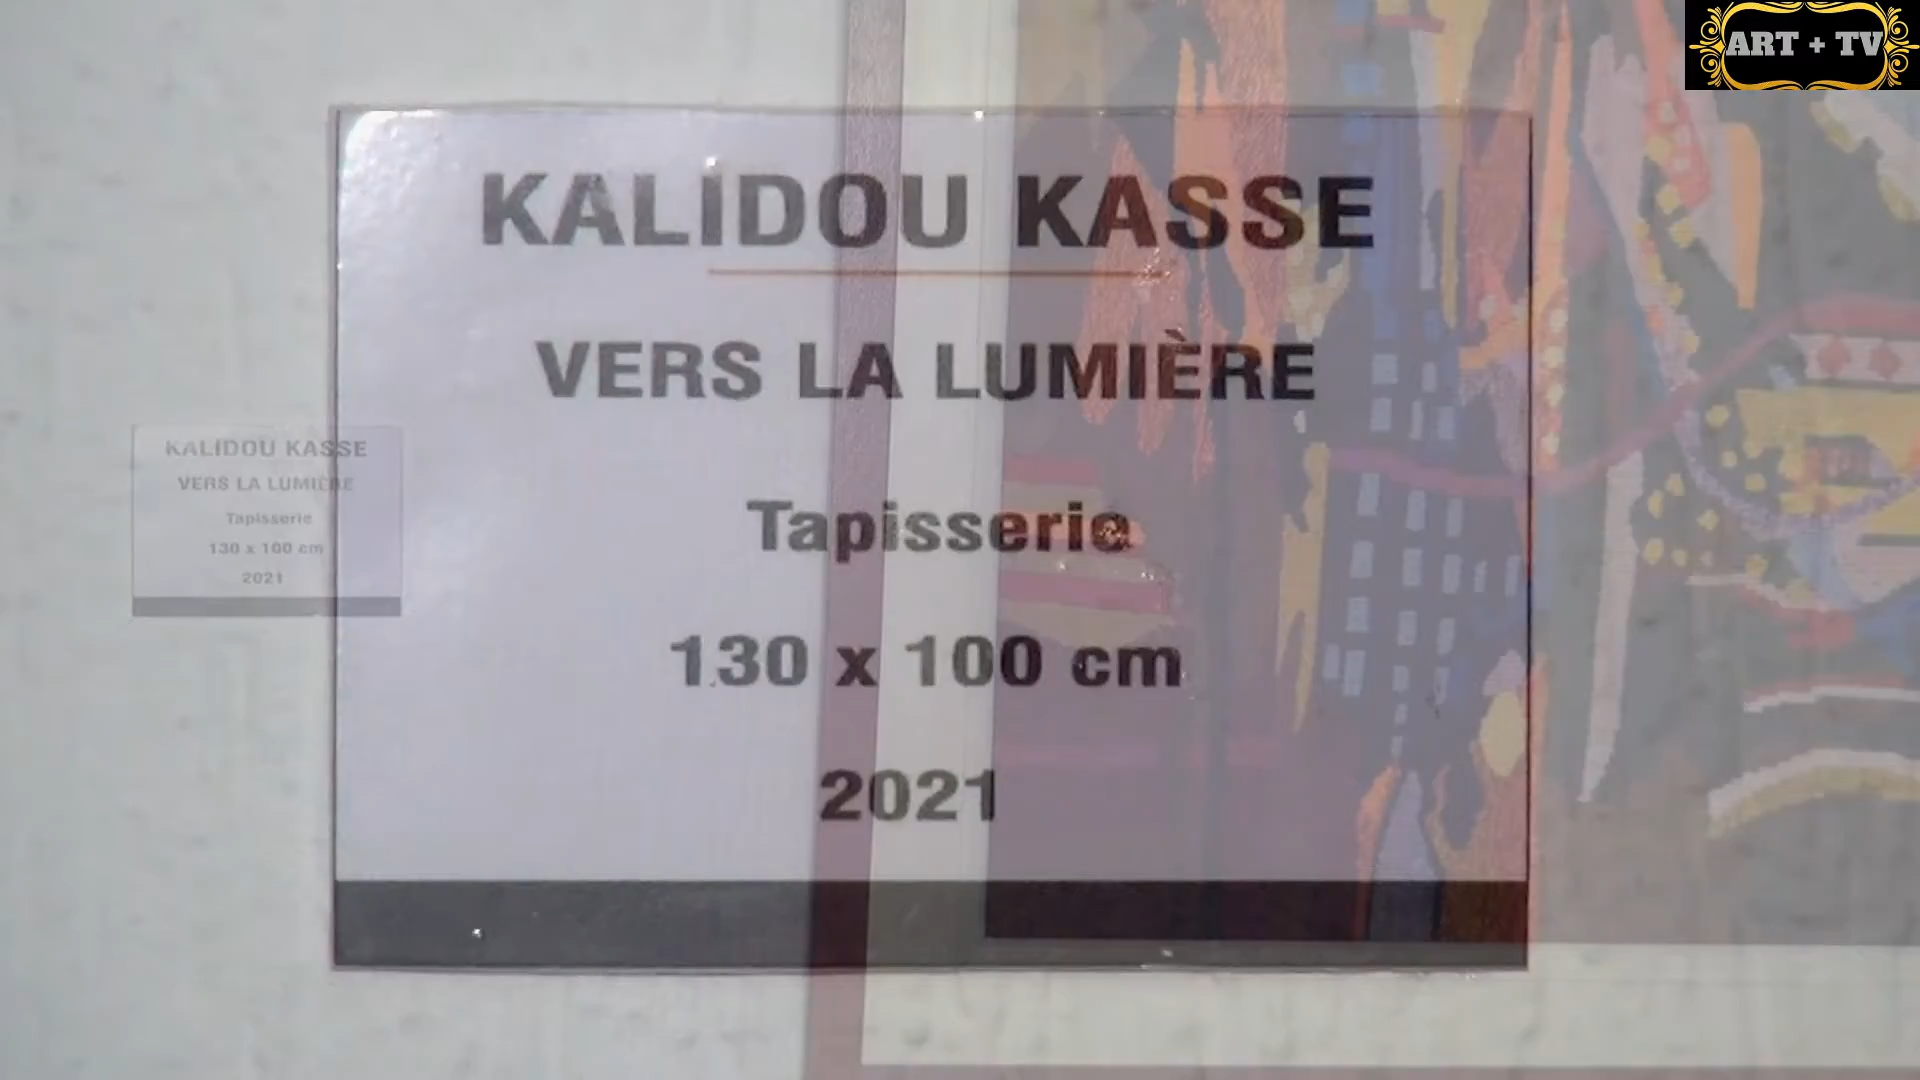 ART + TV
KALIDOU KASSE
VERS LA LUMIÈRE
Tapisserie
130 x 100 cm
2021
KALIDOU KASSE
VERS LA LUMIÈRE
Tapisserie
130 x 100 cm
2021